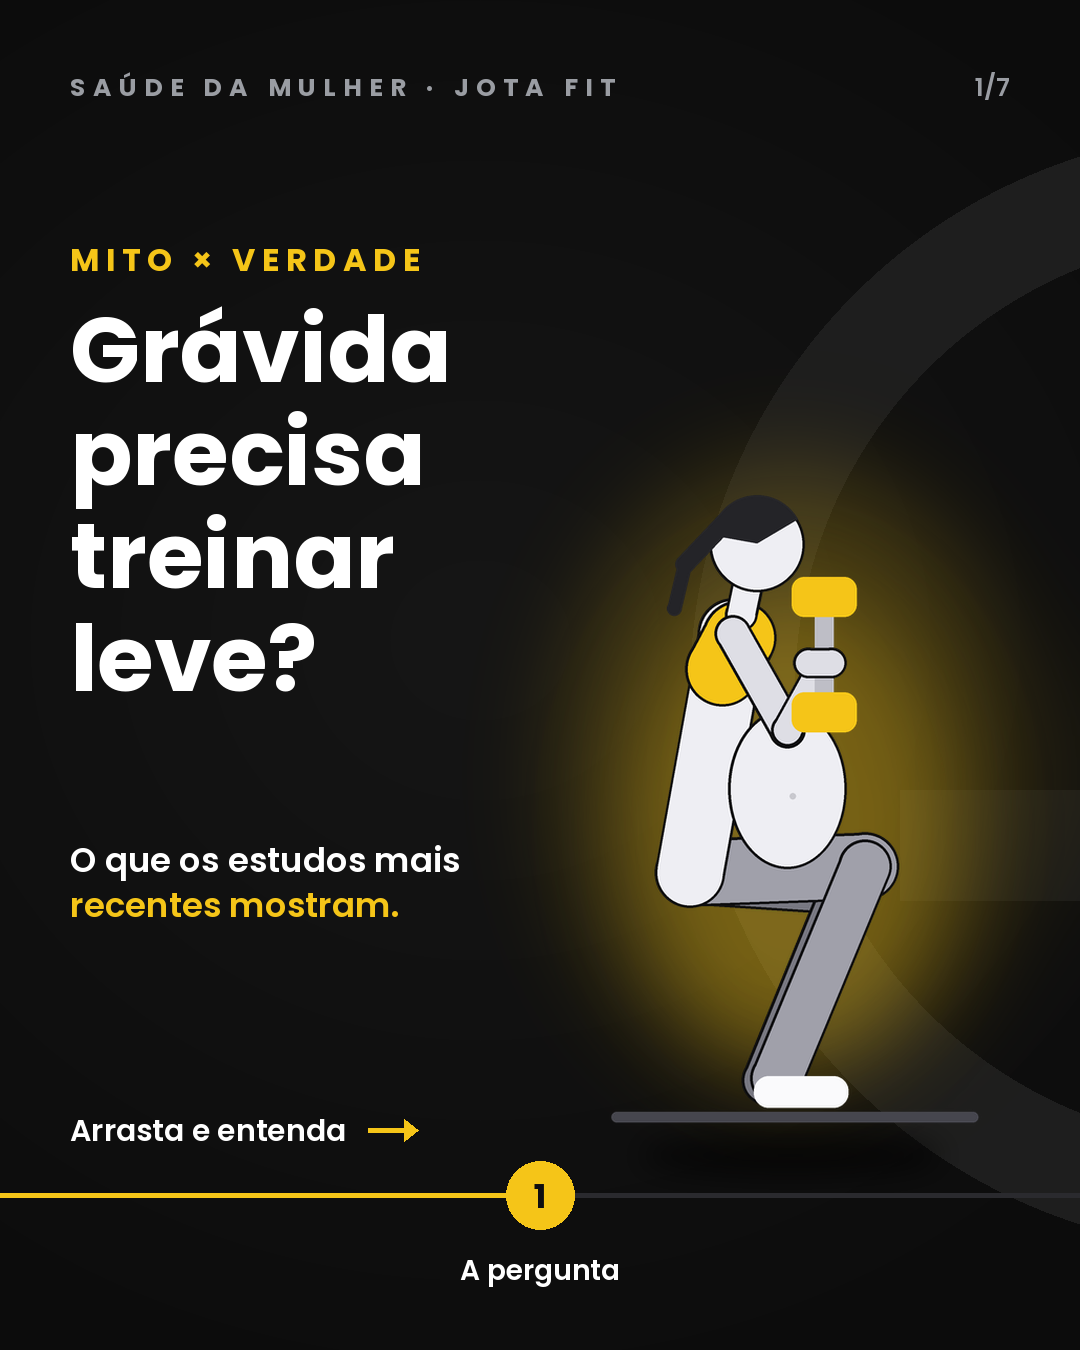 SAÚDE DA MULHER · JOTA FIT
1/7
MITO × VERDADE
Grávida
precisa
treinar
leve?
O que os estudos mais
recentes mostram.
Arrasta e entenda
1
A pergunta